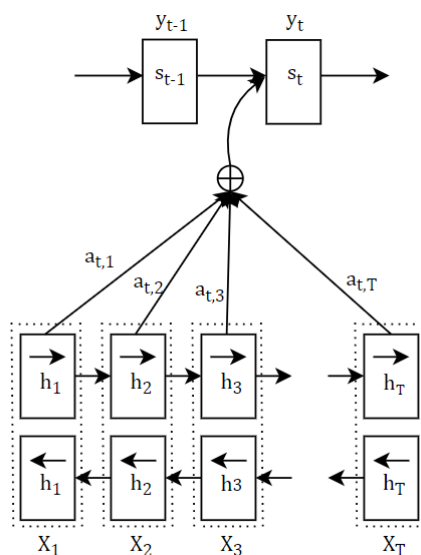 y_{t-1} y_t
s_{t-1} s_t
a_{t,1} a_{t,2} a_{t,3} a_{t,T}
h_1 h_2 h_3 h_T
h_1 h_2 h3 h_T
X_1 X_2 X_3 X_T